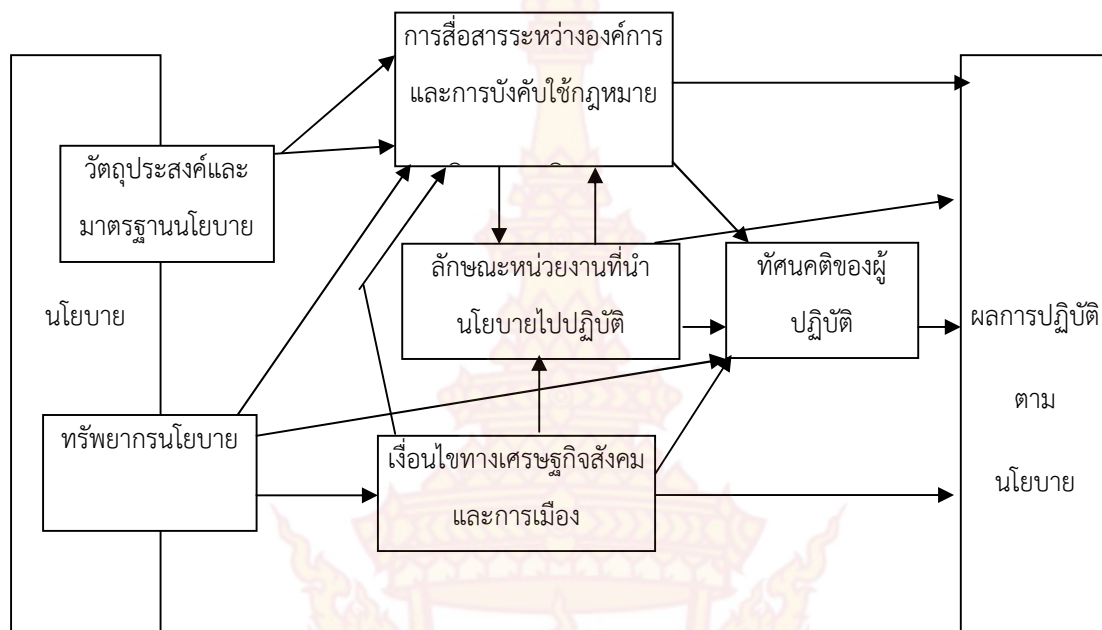 การสื่อสารระหว่างองค์การ
และการบังคับใช้กฎหมาย
วัตถุประสงค์และ
มาตรฐานนโยบาย
ลักษณะหน่วยงานที่นำ
นโยบายไปปฏิบัติ
ทัศนคติของผู้
ปฏิบัติ
นโยบาย
ผลการปฏิบัติ
ตาม
นโยบาย
ทรัพยากรนโยบาย
เงื่อนไขทางเศรษฐกิจสังคม
และการเมือง